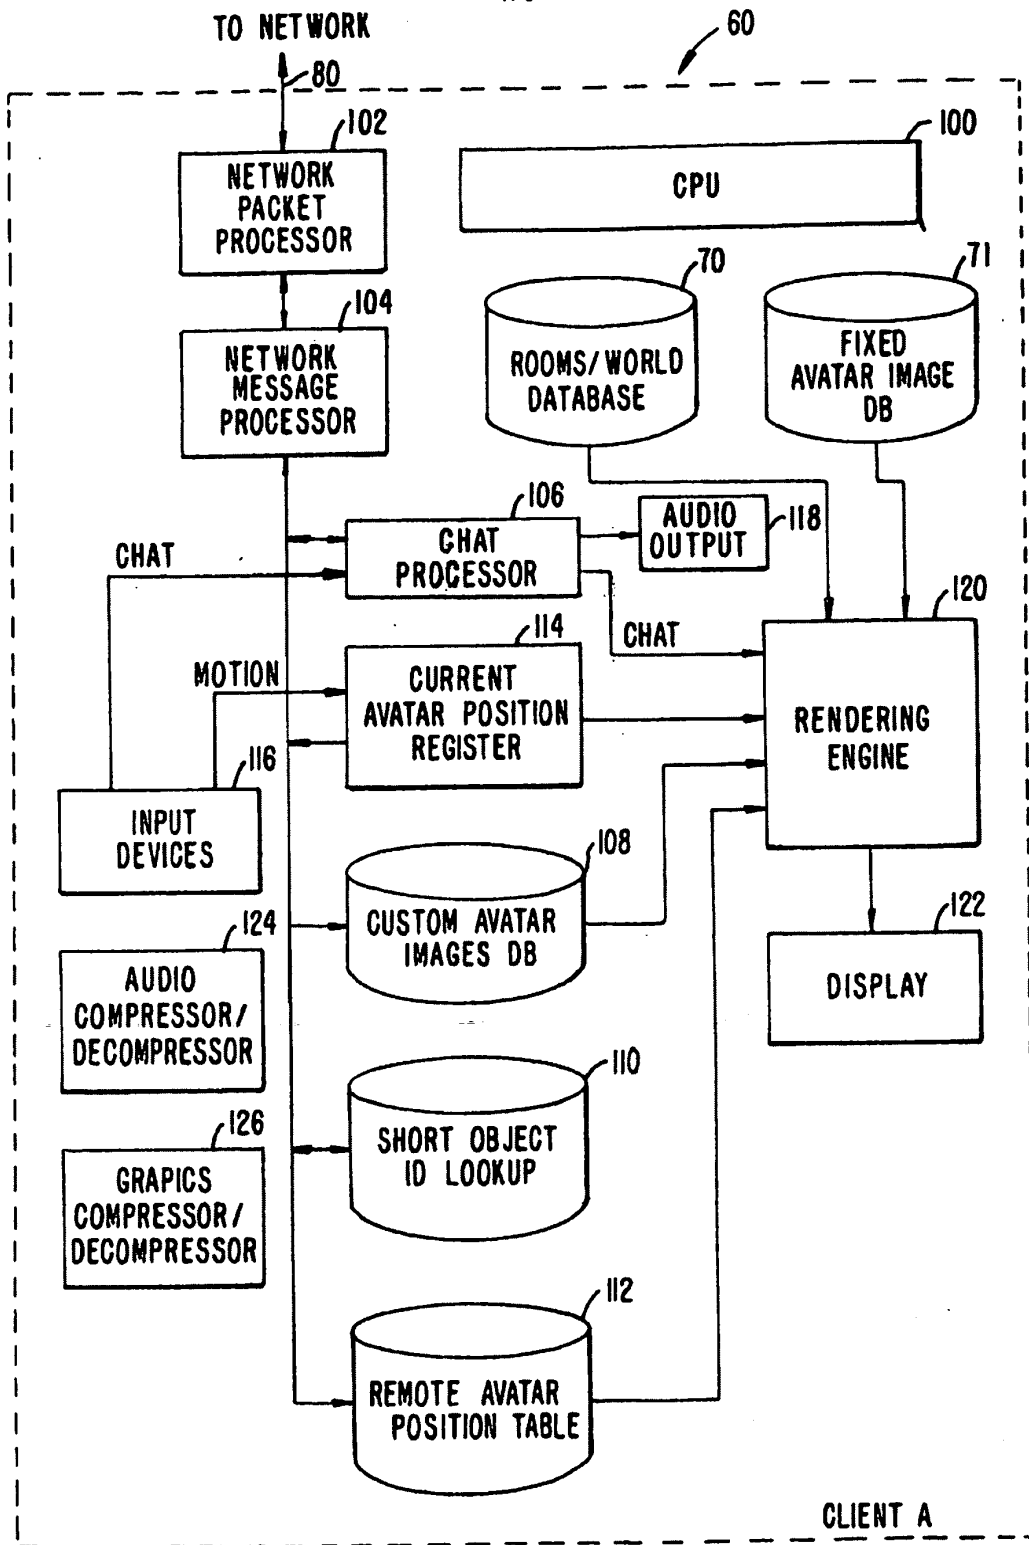 TO NETWORK
60
80
102
100
NETWORK
PACKET
PROCESSOR
CPU
70
71
104
NETWORK
MESSAGE
PROCESSOR
ROOMS/WORLD
DATABASE
FIXED
AVATAR IMAGE
DB
106
CHAT
CHAT
PROCESSOR
AUDIO
OUTPUT
118
120
114
CHAT
MOTION
CURRENT
AVATAR POSITION
REGISTER
RENDERING
ENGINE
116
INPUT
DEVICES
108
CUSTOM AVATAR
IMAGES DB
122
DISPLAY
124
AUDIO
COMPRESSOR/
DECOMPRESSOR
110
SHORT OBJECT
ID LOOKUP
126
GRAPICS
COMPRESSOR/
DECOMPRESSOR
112
REMOTE AVATAR
POSITION TABLE
CLIENT A